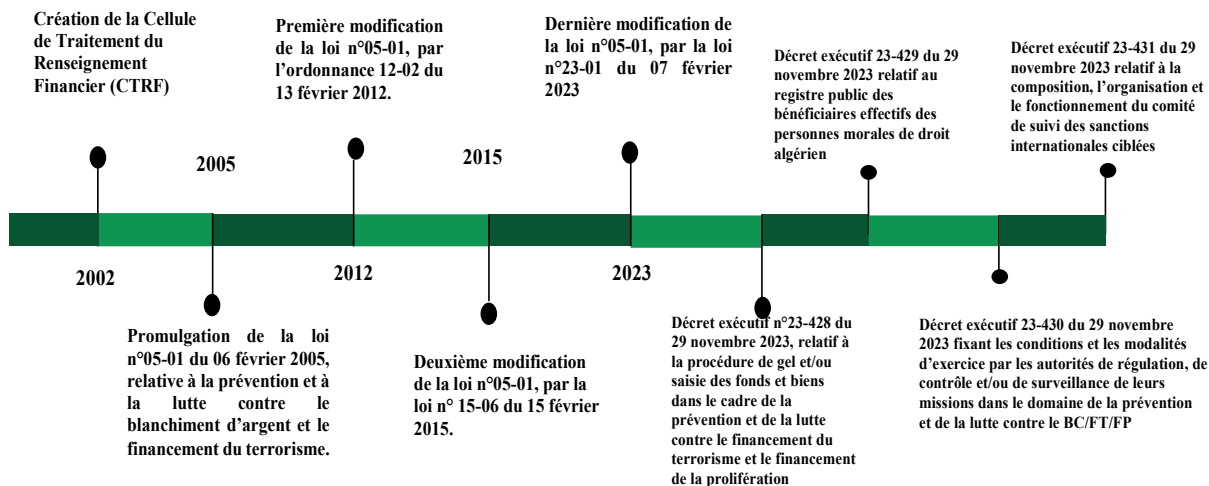 Création de la Cellule
de Traitement du
Renseignement
Financier (CTRF)
2002
2005
Promulgation de la loi
n°05-01 du 06 février 2005,
relative à la prévention et à
la lutte contre le
blanchiment d'argent et le
financement du terrorisme.
Première modification
de la loi n°05-01, par
l'ordonnance 12-02 du
13 février 2012.
2012
2015
Deuxième modification
de la loi n°05-01, par la
loi n° 15-06 du 15 février
2015.
Dernière modification de
la loi n°05-01, par la loi
n°23-01 du 07 février
2023
2023
Décret exécutif n°23-428 du
29 novembre 2023, relatif à
la procédure de gel et/ou
saisie des fonds et biens
dans le cadre de la
prévention et de la lutte
contre le financement du
terrorisme et le financement
de la prolifération
Décret exécutif 23-429 du 29
novembre 2023 relatif au
registre public des
bénéficiaires effectifs des
personnes morales de droit
algérien
Décret exécutif 23-430 du 29 novembre
2023 fixant les conditions et les modalités
d'exercice par les autorités de régulation, de
contrôle et/ou de surveillance de leurs
missions dans le domaine de la prévention
et de la lutte contre le BC/FT/FP
Décret exécutif 23-431 du 29
novembre 2023 relatif à la
composition, l'organisation et
le fonctionnement du comité
de suivi des sanctions
internationales ciblées